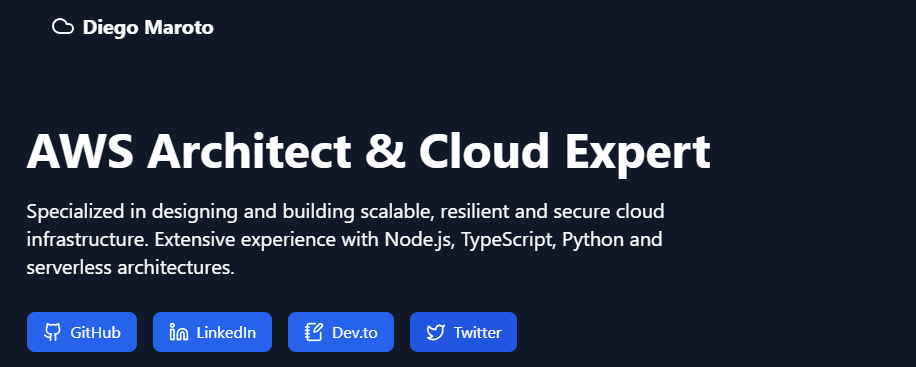 Diego Maroto
AWS Architect & Cloud Expert
Specialized in designing and building scalable, resilient and secure cloud
infrastructure. Extensive experience with Node.js, TypeScript, Python and
serverless architectures.
GitHub LinkedIn Dev.to Twitter